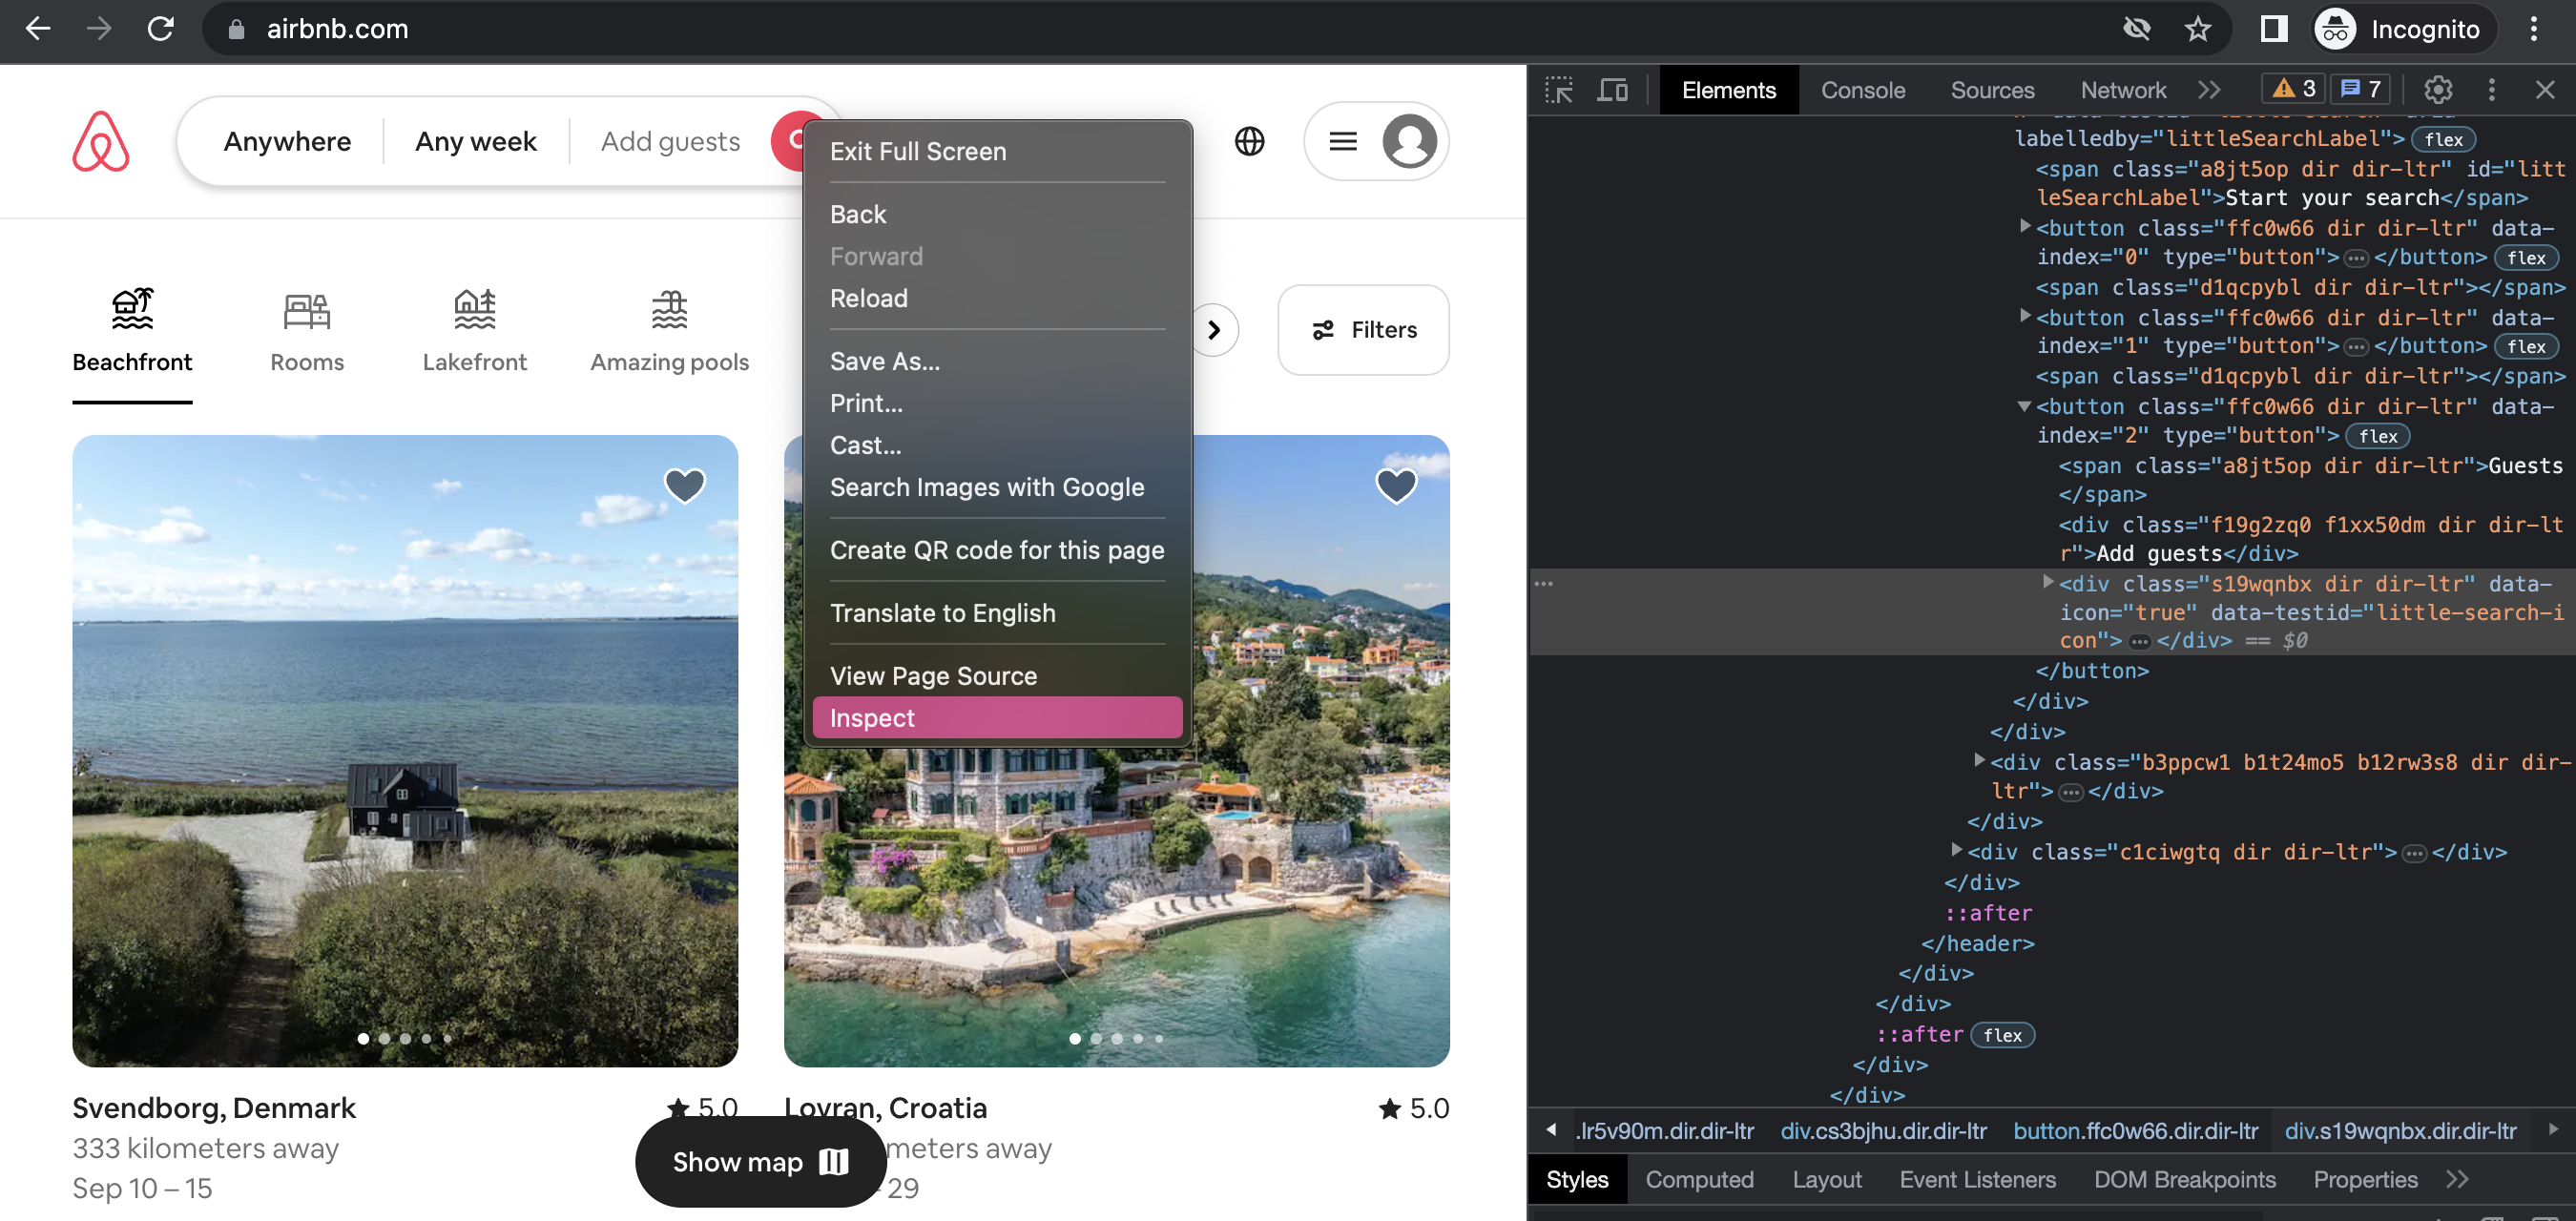 airbnb.com
Incognito
Anywhere
Any week
Add guests
Beachfront
Rooms
Lakefront
Amazing pools
Filters
Exit Full Screen
Back
Forward
Reload
Save As...
Print...
Cast...
Search Images with Google
Create QR code for this page
Translate to English
View Page Source
Inspect
Svendborg, Denmark
5.0
333 kilometers away
Sep 10 – 15
Lovran, Croatia
5.0
meters away
29
Show map
Elements
Console
Sources
Network
3
7
labelledby="littleSearchLabel"> flex
<span class="a8jt5op dir dir-ltr" id="litt
leSearchLabel">Start your search</span>
<button class="ffc0w66 dir dir-ltr" data-
index="0" type="button">…</button> flex
<span class="d1qcpybl dir dir-ltr"></span>
<button class="ffc0w66 dir dir-ltr" data-
index="1" type="button">…</button> flex
<span class="d1qcpybl dir dir-ltr"></span>
<button class="ffc0w66 dir dir-ltr" data-
index="2" type="button"> flex
<span class="a8jt5op dir dir-ltr">Guests
</span>
<div class="f19g2zq0 f1xx50dm dir dir-lt
r">Add guests</div>
<div class="s19wqnbx dir dir-ltr" data-
icon="true" data-testid="little-search-i
con">…</div> == $0
</button>
</div>
</div>
<div class="b3ppcw1 b1t24mo5 b12rw3s8 dir dir-
ltr">…</div>
</div>
<div class="c1ciwgtq dir dir-ltr">…</div>
</div>
::after
</header>
</div>
</div>
::after flex
</div>
</div>
.lr5v90m.dir.dir-ltr
div.cs3bjhu.dir.dir-ltr
button.ffc0w66.dir.dir-ltr
div.s19wqnbx.dir.dir-ltr
Styles
Computed
Layout
Event Listeners
DOM Breakpoints
Properties